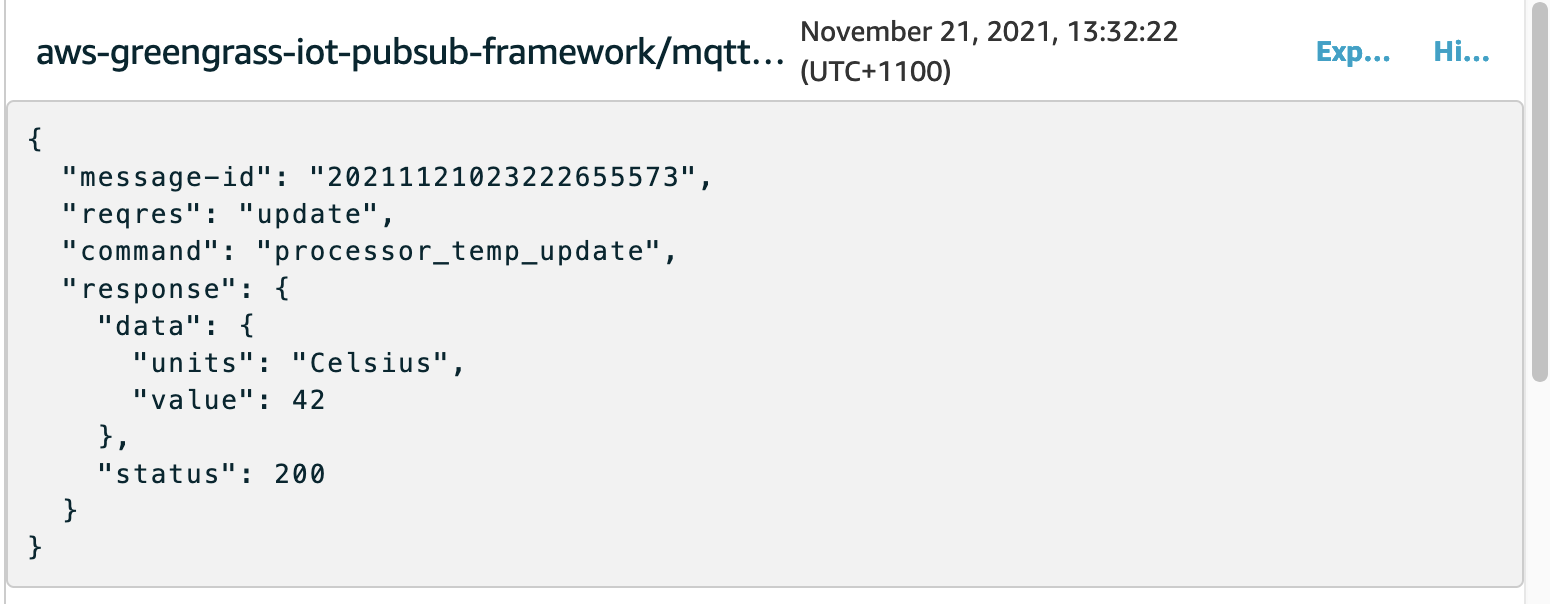 aws-greengrass-iot-pubsub-framework/mqtt...
November 21, 2021, 13:32:22
(UTC+1100)
Exp...
Hi...
{
  "message-id": "20211121023222655573",
  "reqres": "update",
  "command": "processor_temp_update",
  "response": {
    "data": {
      "units": "Celsius",
      "value": 42
    },
    "status": 200
  }
}